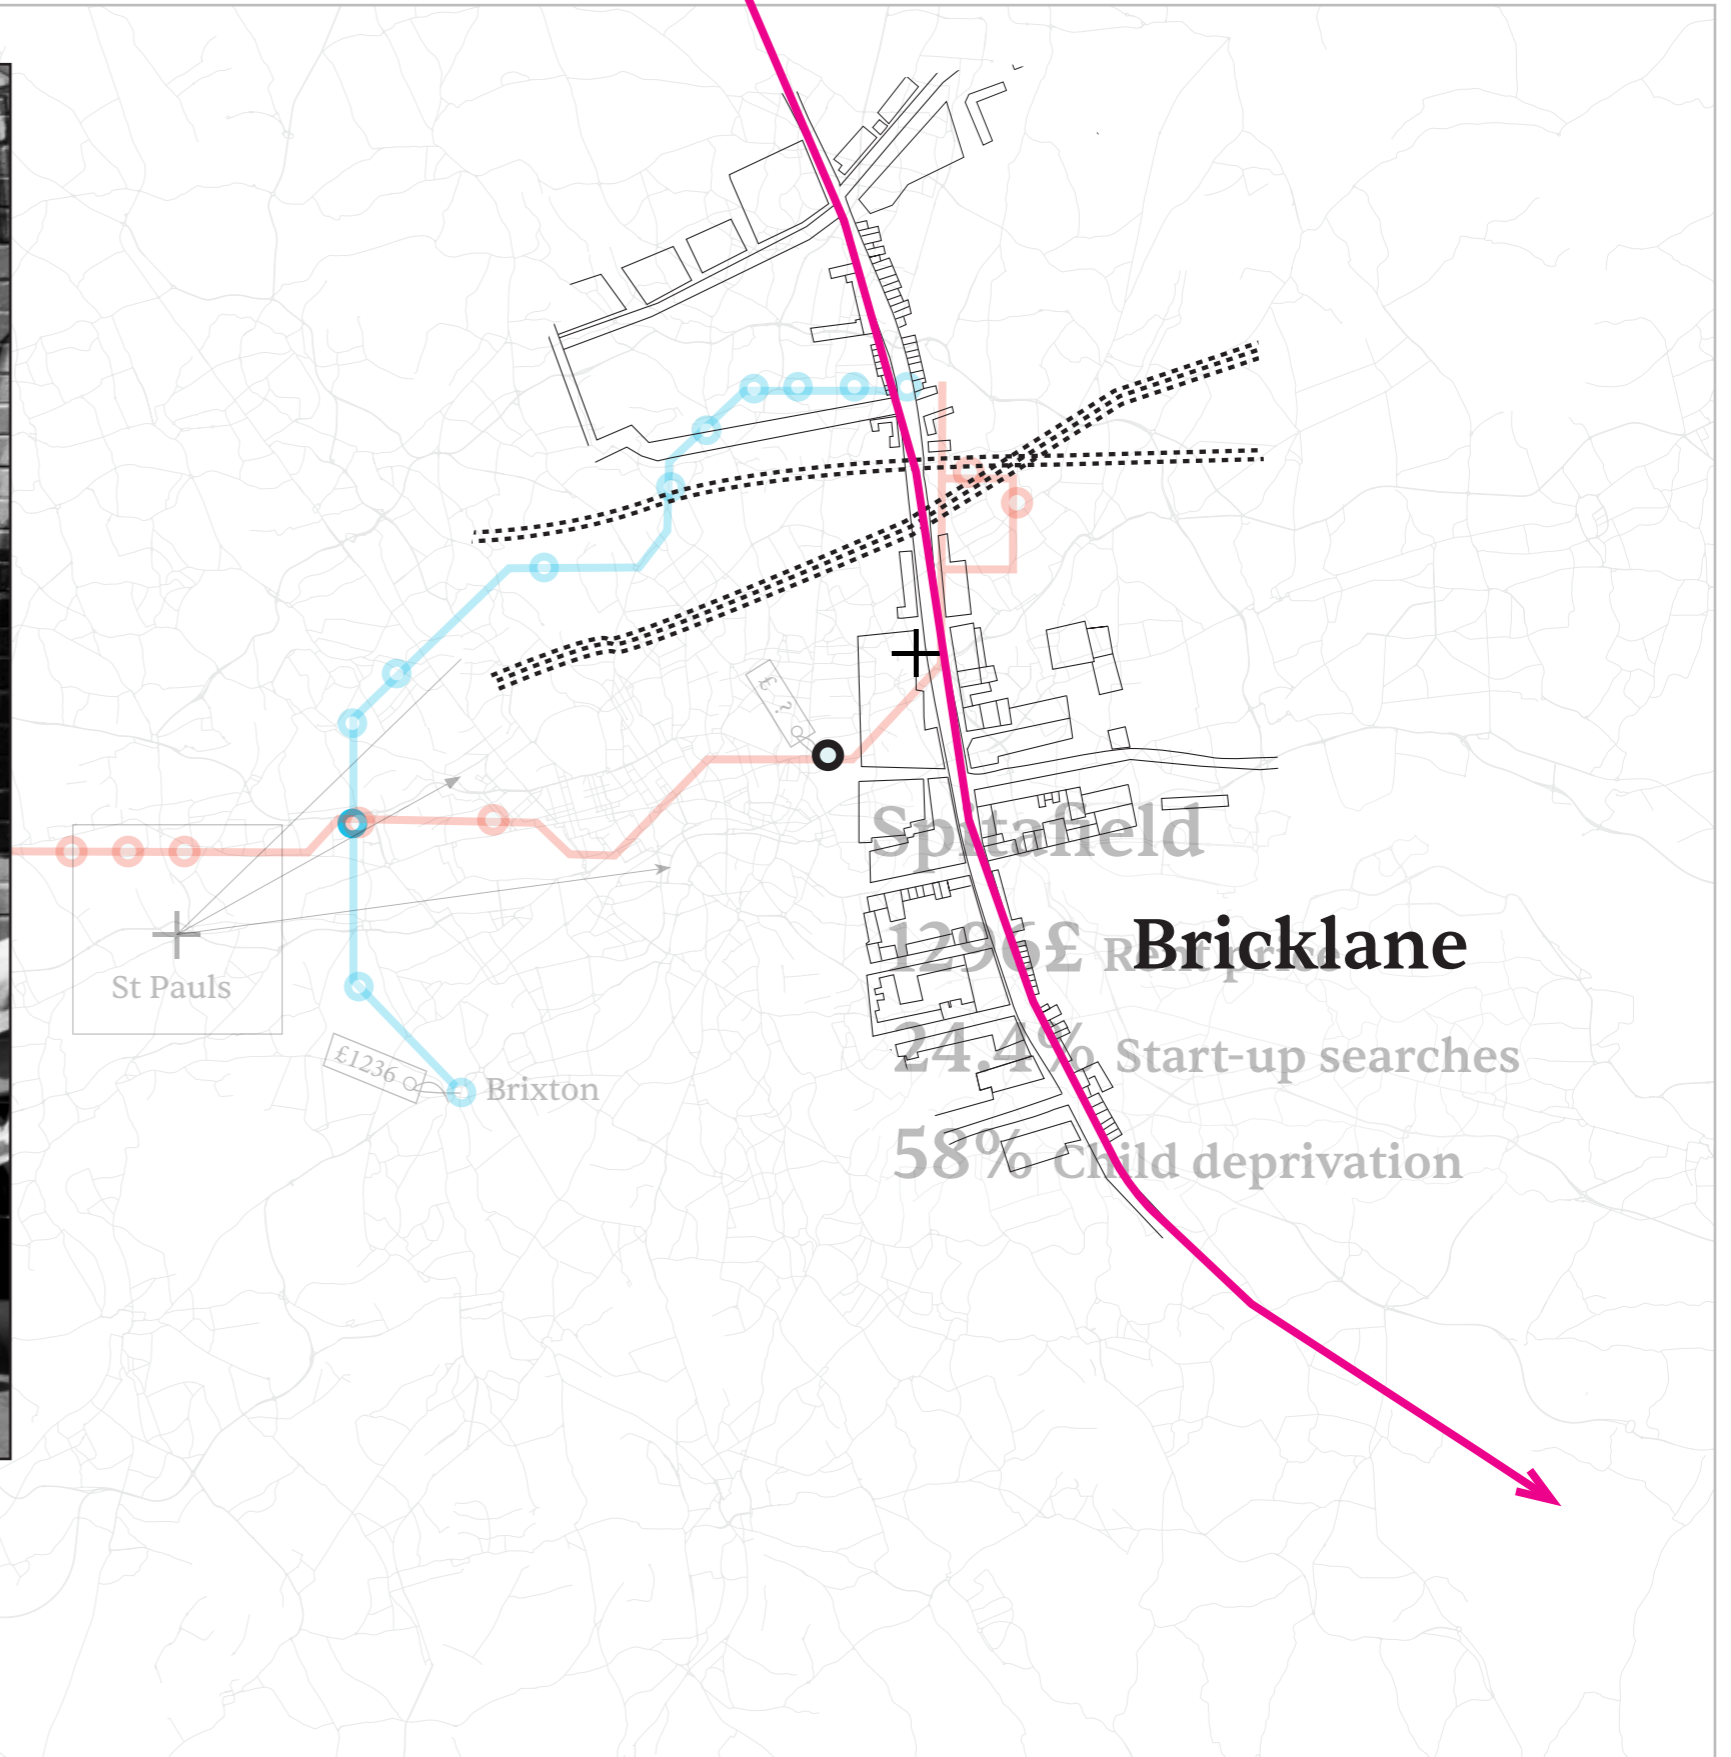 £ ?
Spitafield
Bricklane
1296£ Rent price
St Pauls
24.4% Start-up searches
£1236
Brixton
58% Child deprivation